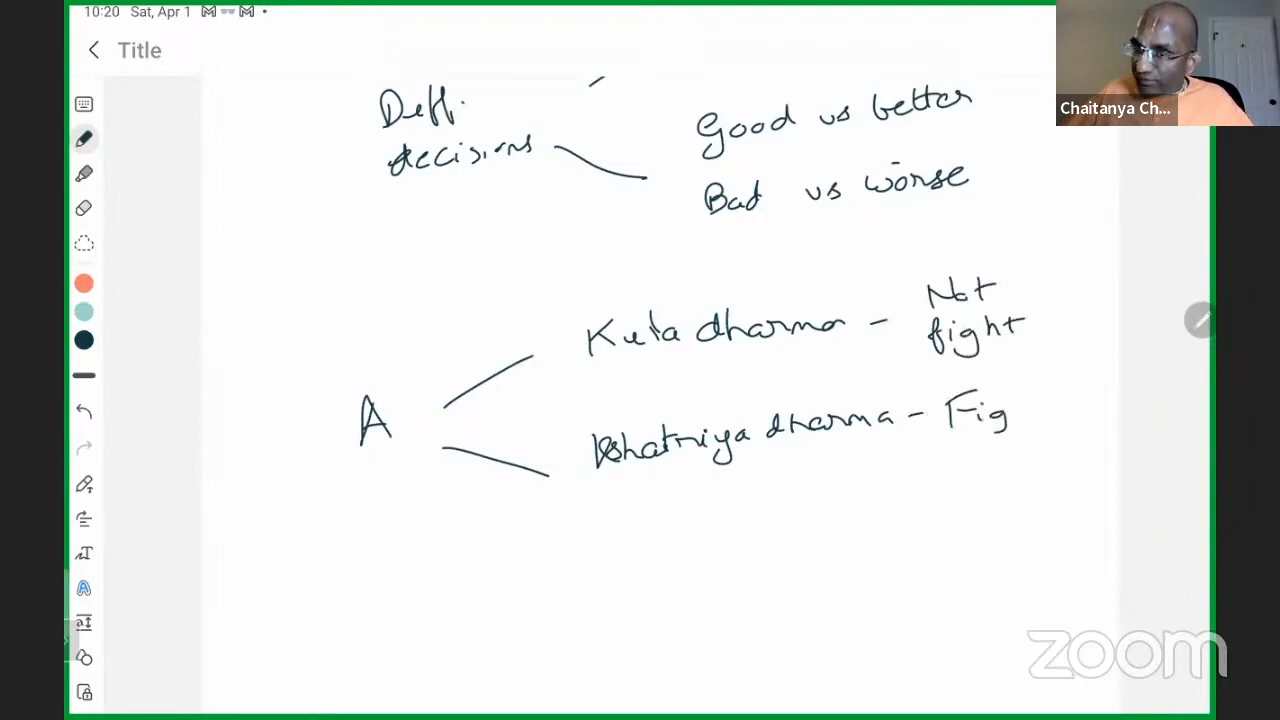 10:20 Sat, Apr 1
Title
Chaitanya Ch...
Diffi
decisions
Good vs better
Bad vs worse
A
Kula dharma - Not
fight
Kshatriya dharma - Fig
zoom